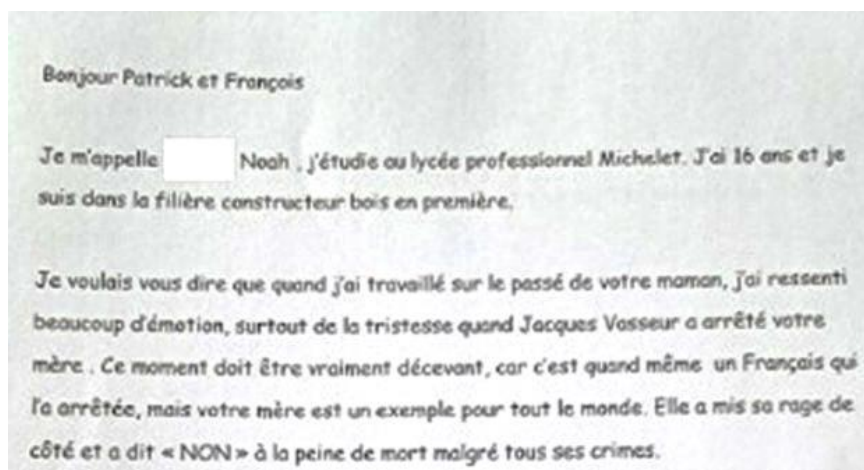 Bonjour Patrick et François
Je m'appelle Noah , j'étudie au lycée professionnel Michelet. J'ai 16 ans et je
suis dans la filière constructeur bois en première.
Je voulais vous dire que quand j'ai travaillé sur le passé de votre maman, j'ai ressenti
beaucoup d'émotion, surtout de la tristesse quand Jacques Vasseur a arrêté votre
mère . Ce moment doit être vraiment décevant, car c'est quand même un Français qui
l'a arrêtée, mais votre mère est un exemple pour tout le monde. Elle a mis sa rage de
côté et a dit « NON » à la peine de mort malgré tous ses crimes.